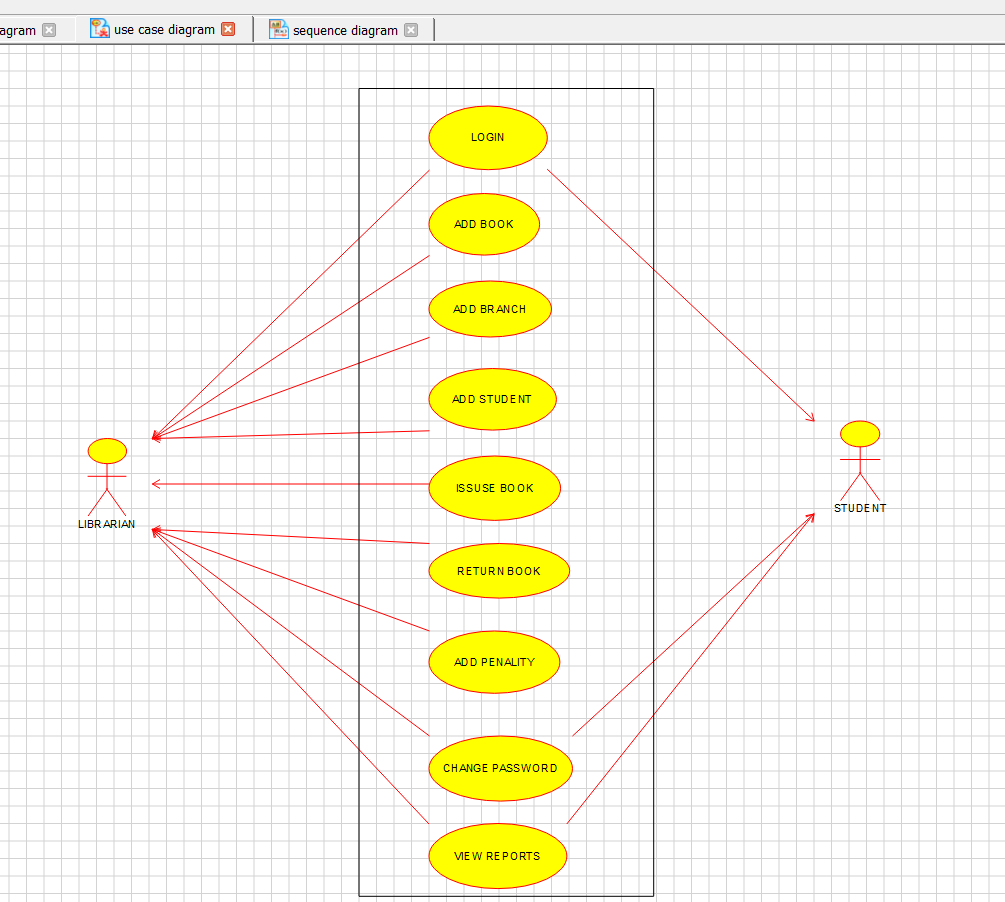 agram
use case diagram
sequence diagram
LOGIN
ADD BOOK
ADD BRANCH
ADD STUDENT
ISSUSE BOOK
LIBRARIAN
STUDENT
RETURN BOOK
ADD PENALITY
CHANGE PASSWORD
VIEW REPORTS